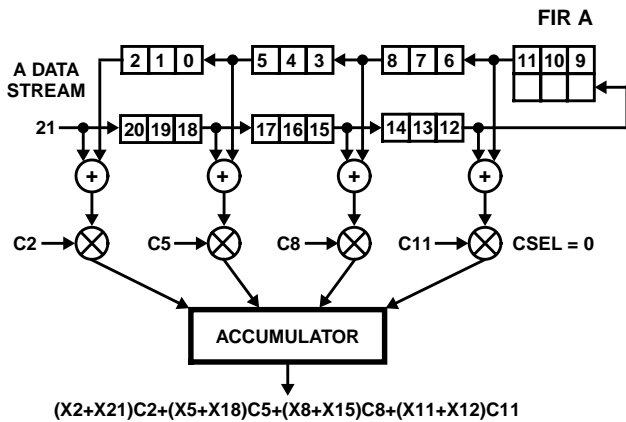 FIR A
2 1 0 5 4 3 8 7 6 11 10 9
A DATA
STREAM
21 20 19 18 17 16 15 14 13 12
+ + + +
C2 C5 C8 C11 CSEL = 0
ACCUMULATOR
(X2+X21)C2+(X5+X18)C5+(X8+X15)C8+(X11+X12)C11